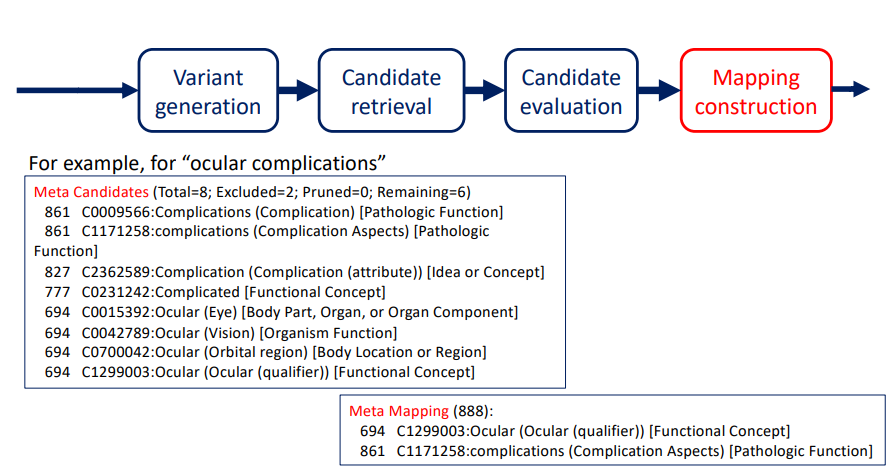 Variant
generation
Candidate
retrieval
Candidate
evaluation
Mapping
construction
For example, for “ocular complications”
Meta Candidates (Total=8; Excluded=2; Pruned=0; Remaining=6)
861 C0009566:Complications (Complication) [Pathologic Function]
861 C1171258:complications (Complication Aspects) [Pathologic
Function]
827 C2362589:Complication (Complication (attribute)) [Idea or Concept]
777 C0231242:Complicated [Functional Concept]
694 C0015392:Ocular (Eye) [Body Part, Organ, or Organ Component]
694 C0042789:Ocular (Vision) [Organism Function]
694 C0700042:Ocular (Orbital region) [Body Location or Region]
694 C1299003:Ocular (Ocular (qualifier)) [Functional Concept]
Meta Mapping (888):
694 C1299003:Ocular (Ocular (qualifier)) [Functional Concept]
861 C1171258:complications (Complication Aspects) [Pathologic Function]